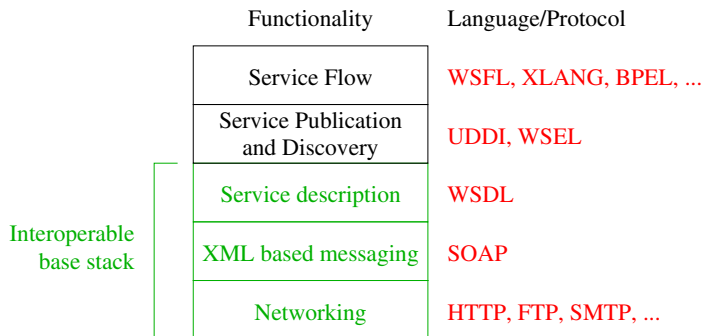 Functionality Language/Protocol
Service Flow WSFL, XLANG, BPEL, ...
Service Publication
and Discovery UDDI, WSEL
Service description WSDL
Interoperable
base stack
XML based messaging SOAP
Networking HTTP, FTP, SMTP, ...